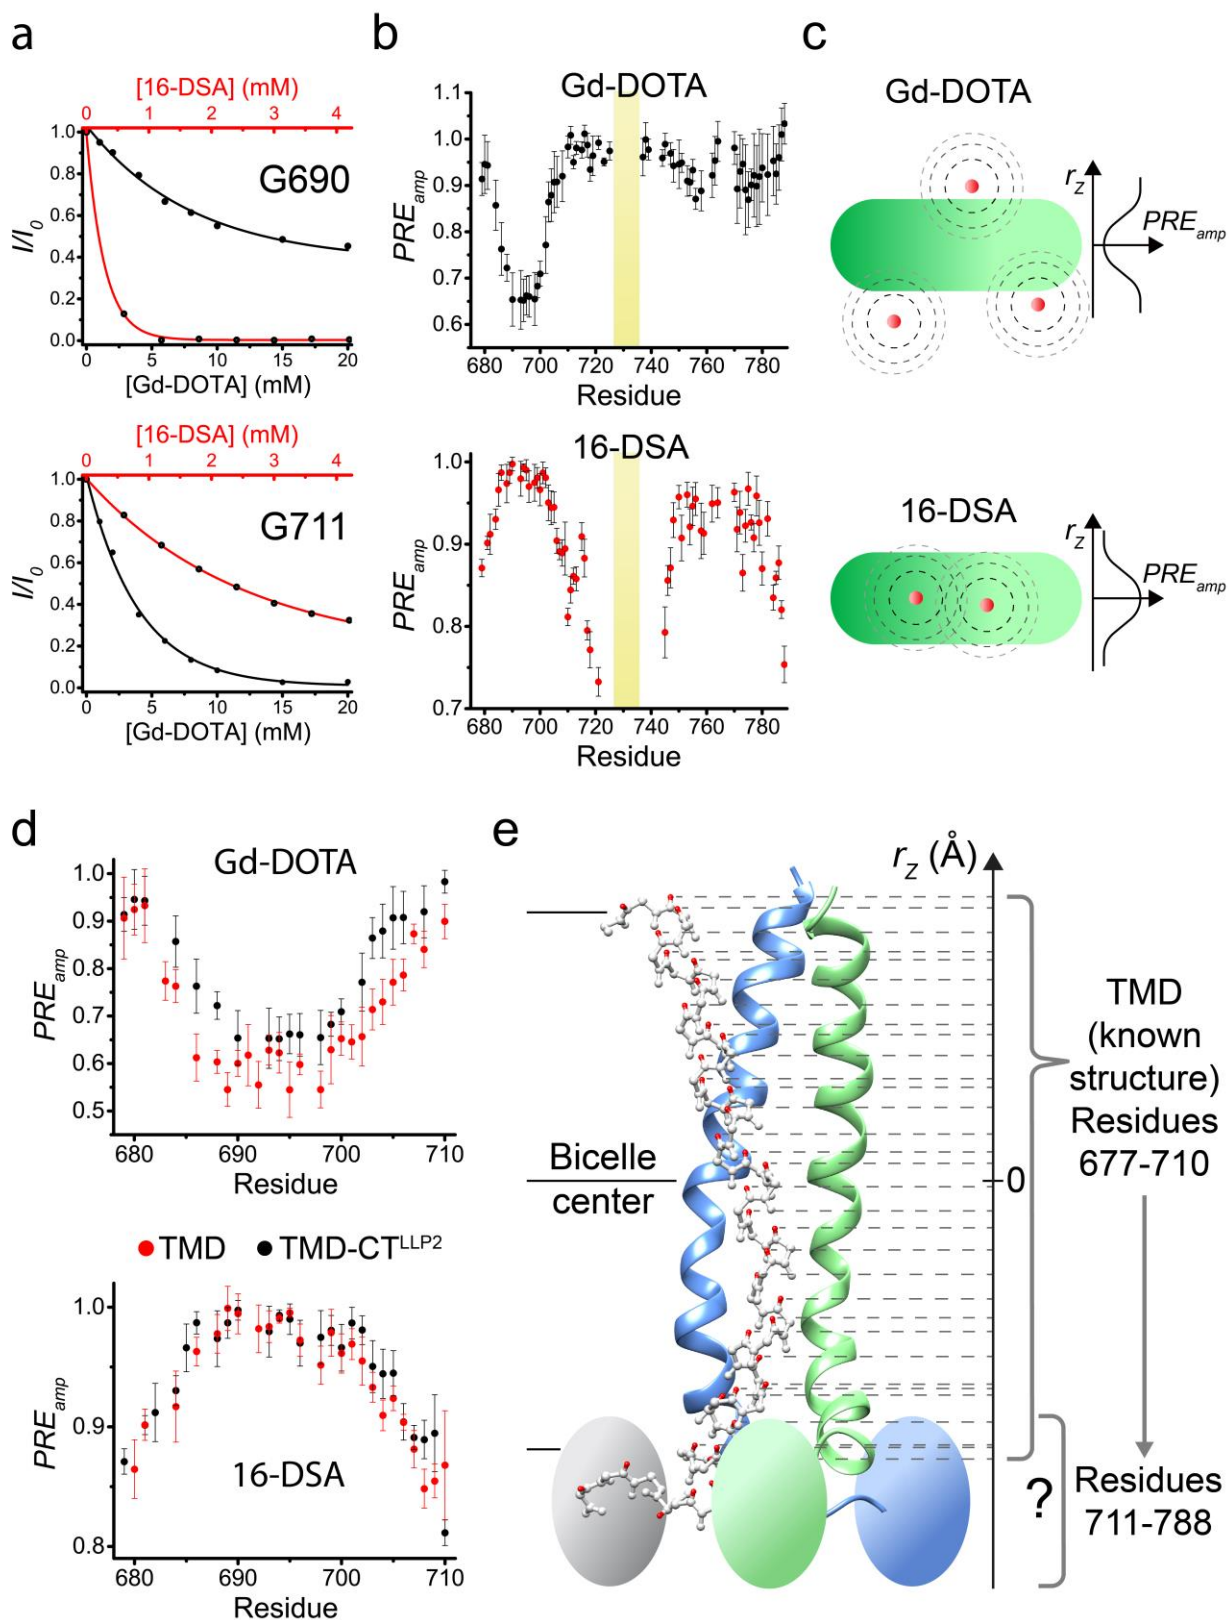 a
[16-DSA] (mM)
0 1 2 3 4
1.0
0.8
0.6
0.4
0.2
0.0
I/I0
G690
0 5 10 15 20
[Gd-DOTA] (mM)
[16-DSA] (mM)
0 1 2 3 4
1.0
0.8
0.6
0.4
0.2
0.0
I/I0
G711
0 5 10 15 20
[Gd-DOTA] (mM)
b
Gd-DOTA
1.1
1.0
0.9
0.8
0.7
0.6
PREamp
680 700 720 740 760 780
Residue
16-DSA
1.0
0.9
0.8
0.7
PREamp
680 700 720 740 760 780
Residue
c
Gd-DOTA
rz
PREamp
16-DSA
rz
PREamp
d
Gd-DOTA
1.0
0.9
0.8
0.7
0.6
0.5
PREamp
680 690 700 710
Residue
TMD TMD-CTLLP2
1.0
0.9
0.8
PREamp
16-DSA
680 690 700 710
Residue
e
rz (Å)
Bicelle
center
0
TMD
(known
structure)
Residues
677-710
?
Residues
711-788